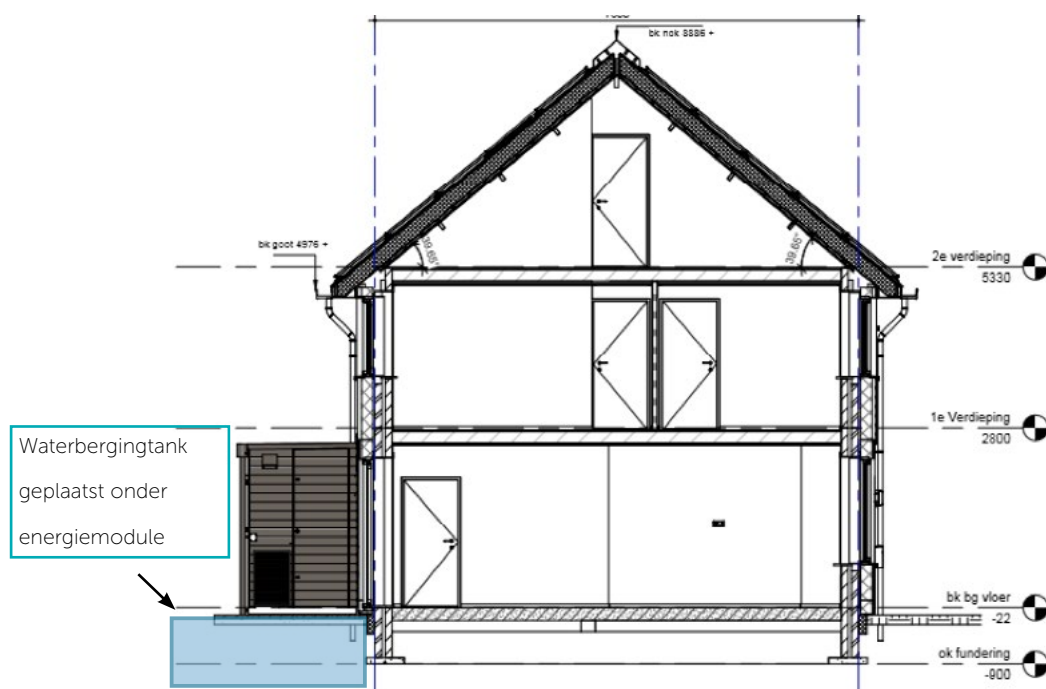 bk nok 8886 +
bk goot 4976 +
39.65°
39.65°
2e verdieping
5330
1e Verdieping
2800
Waterbergingtank
geplaatst onder
energiemodule
bk bg vloer
-22
ok fundering
-900